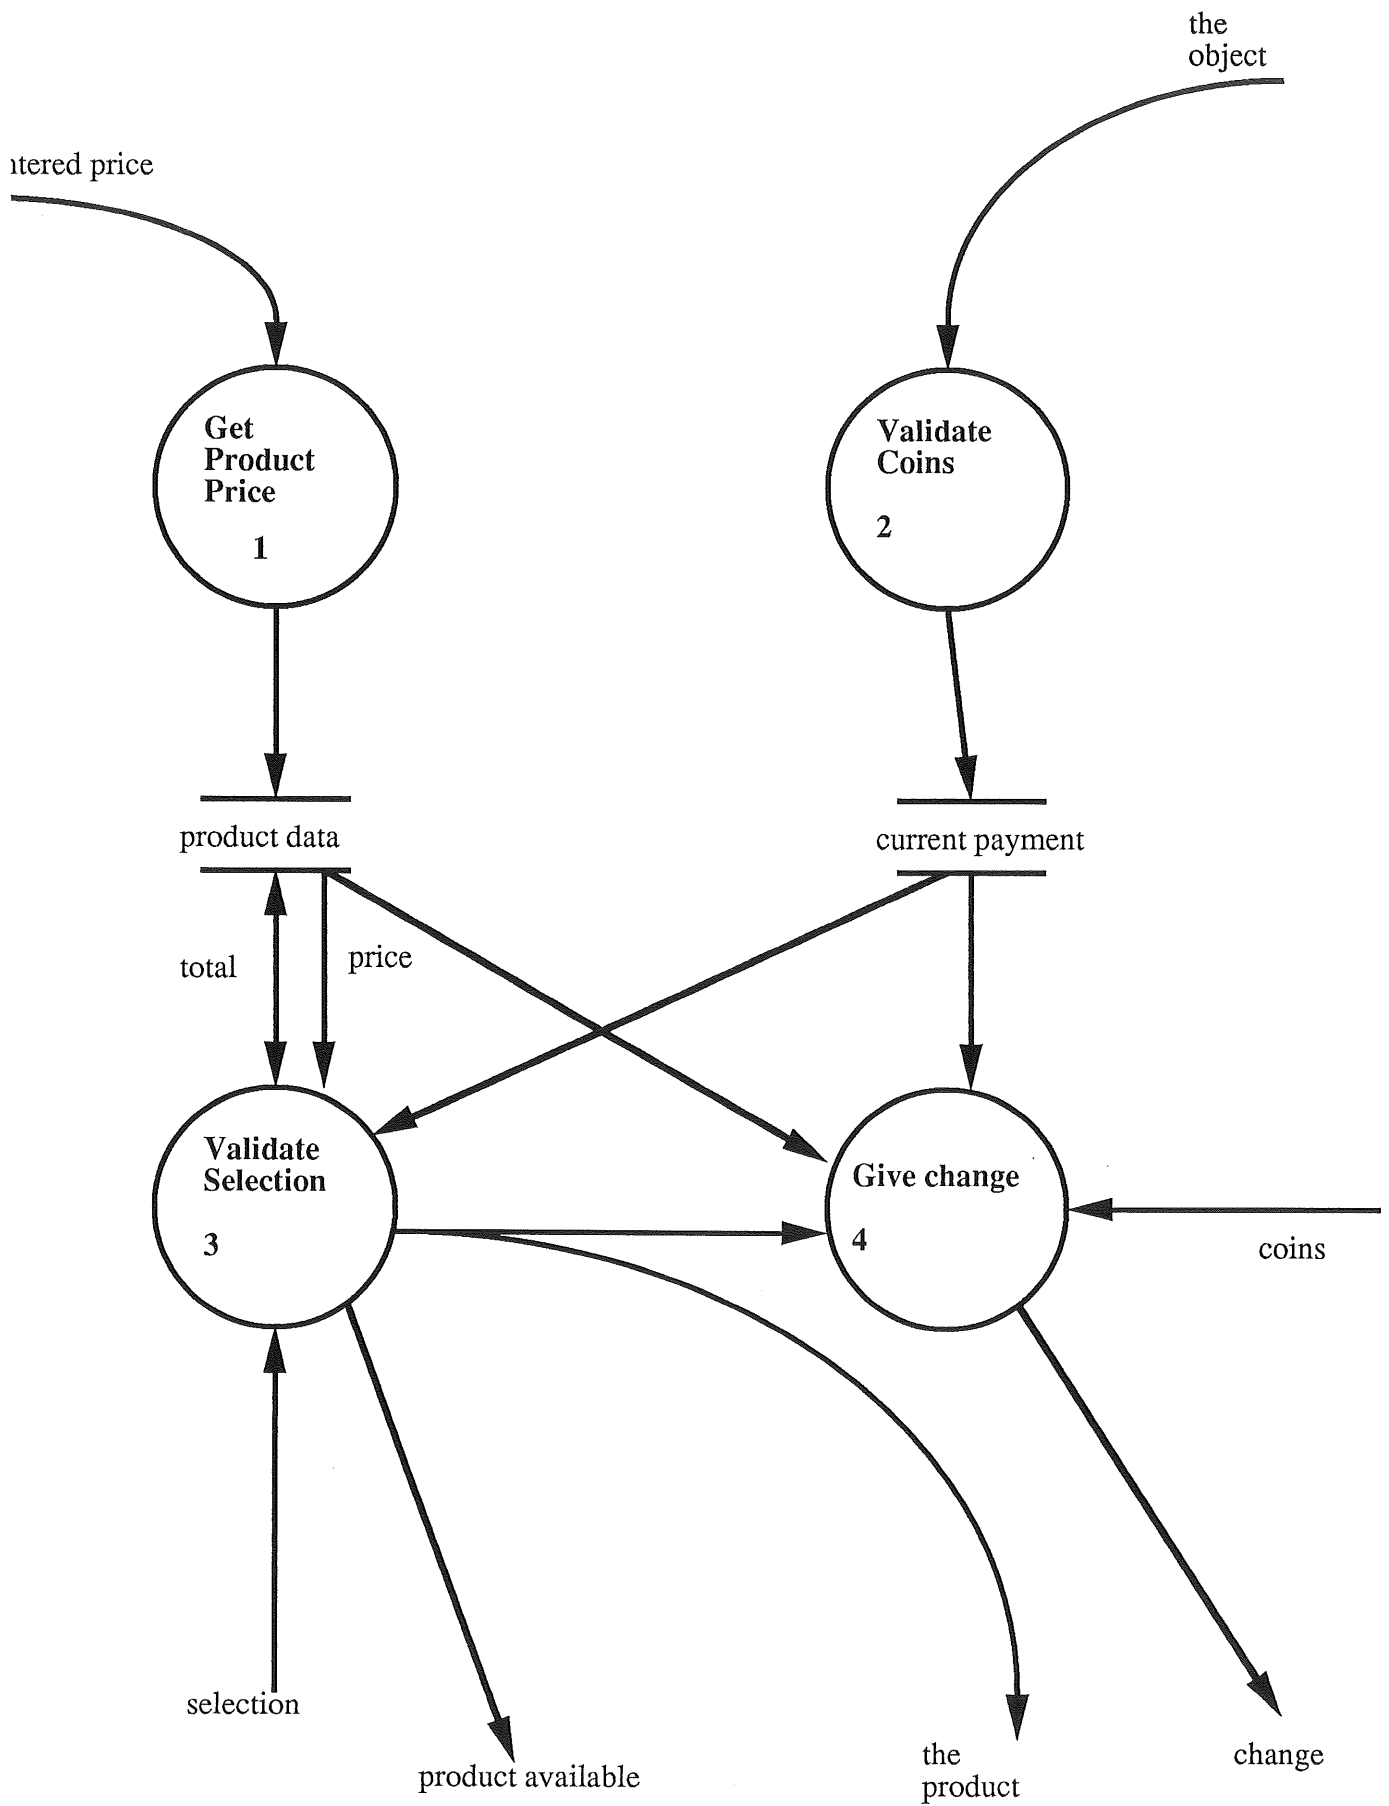 the
object
ntered price
Get
Product
Price
1
Validate
Coins
2
product data
current payment
total
price
Validate
Selection
3
Give change
4
coins
selection
product available
the
product
change